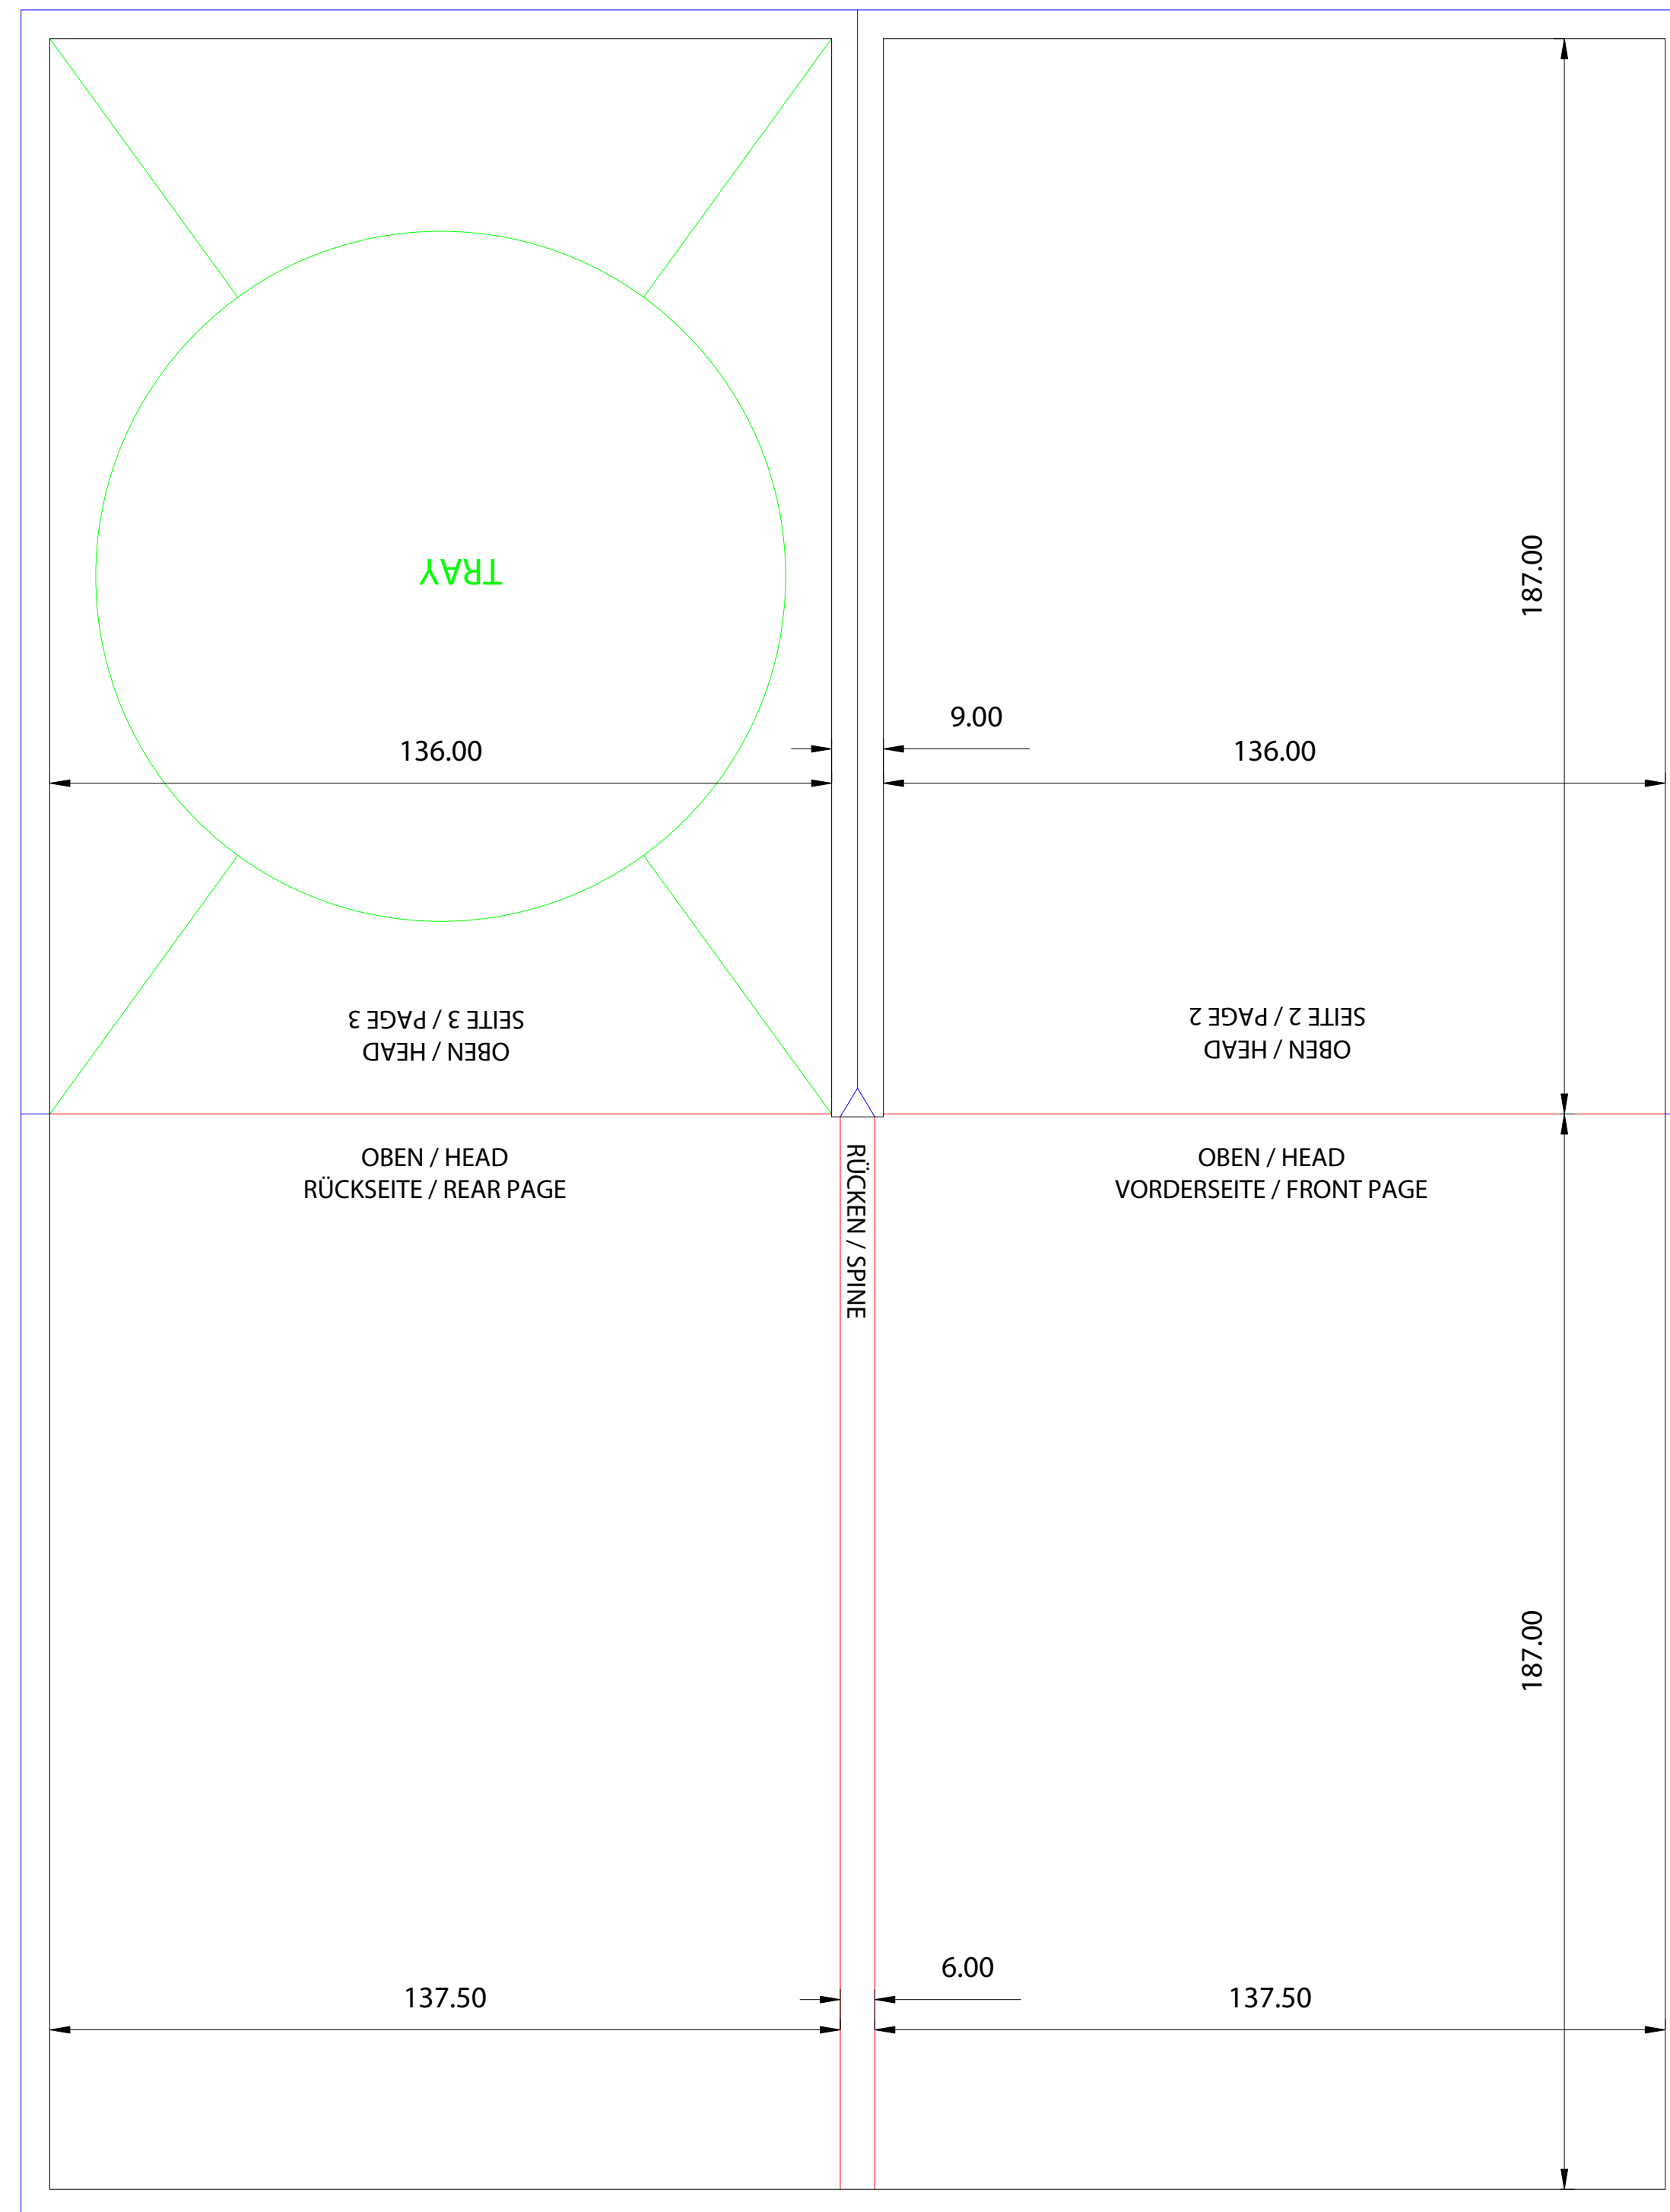 187.00
TRAY
9.00
136.00
136.00
SEITE 3 / PAGE 3
OBEN / HEAD
SEITE 2 / PAGE 2
OBEN / HEAD
OBEN / HEAD
RÜCKSEITE / REAR PAGE
RÜCKEN / SPINE
OBEN / HEAD
VORDERSEITE / FRONT PAGE
187.00
6.00
137.50
137.50